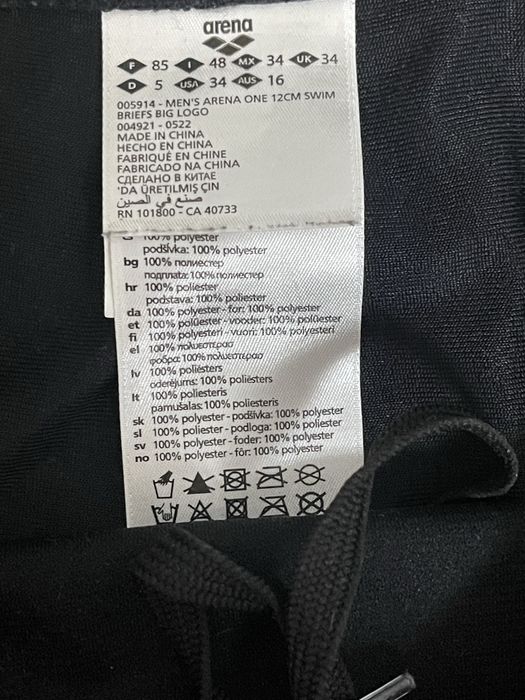 arena
F 85 I 48 MX 34 UK 34
D 5 USA 34 AUS 16
005914 - MEN'S ARENA ONE 12CM SWIM
BRIEFS BIG LOGO
004921 - 0522
MADE IN CHINA
HECHO EN CHINA
FABRIQUÉ EN CHINE
FABRICADO NA CHINA
СДЕЛАНО В КИТАЕ
'DA ÜRETILMIŞ ÇIN
صنع في الصين
RN 101800 - CA 40733
100% polyester
podšívka: 100% polyester
bg 100% полиестер
подплата: 100% полиестер
hr 100% poliester
podstava: 100% poliester
da 100% polyester - for: 100% polyester
et 100% polüester - vooder: 100% polüester
fi 100% polyesteri - vuori: 100% polyesteri
el 100% πολυεστερας
φοδρα: 100% πολυεστερας
lv 100% poliésters
oderējums: 100% poliésters
lt 100% poliesteris
pamušalas: 100% poliesteris
sk 100% polyester - podšívka: 100% polyester
sl 100% poliester - podloga: 100% poliester
sv 100% polyester - foder: 100% polyester
no 100% polyester - fôr: 100% polyester